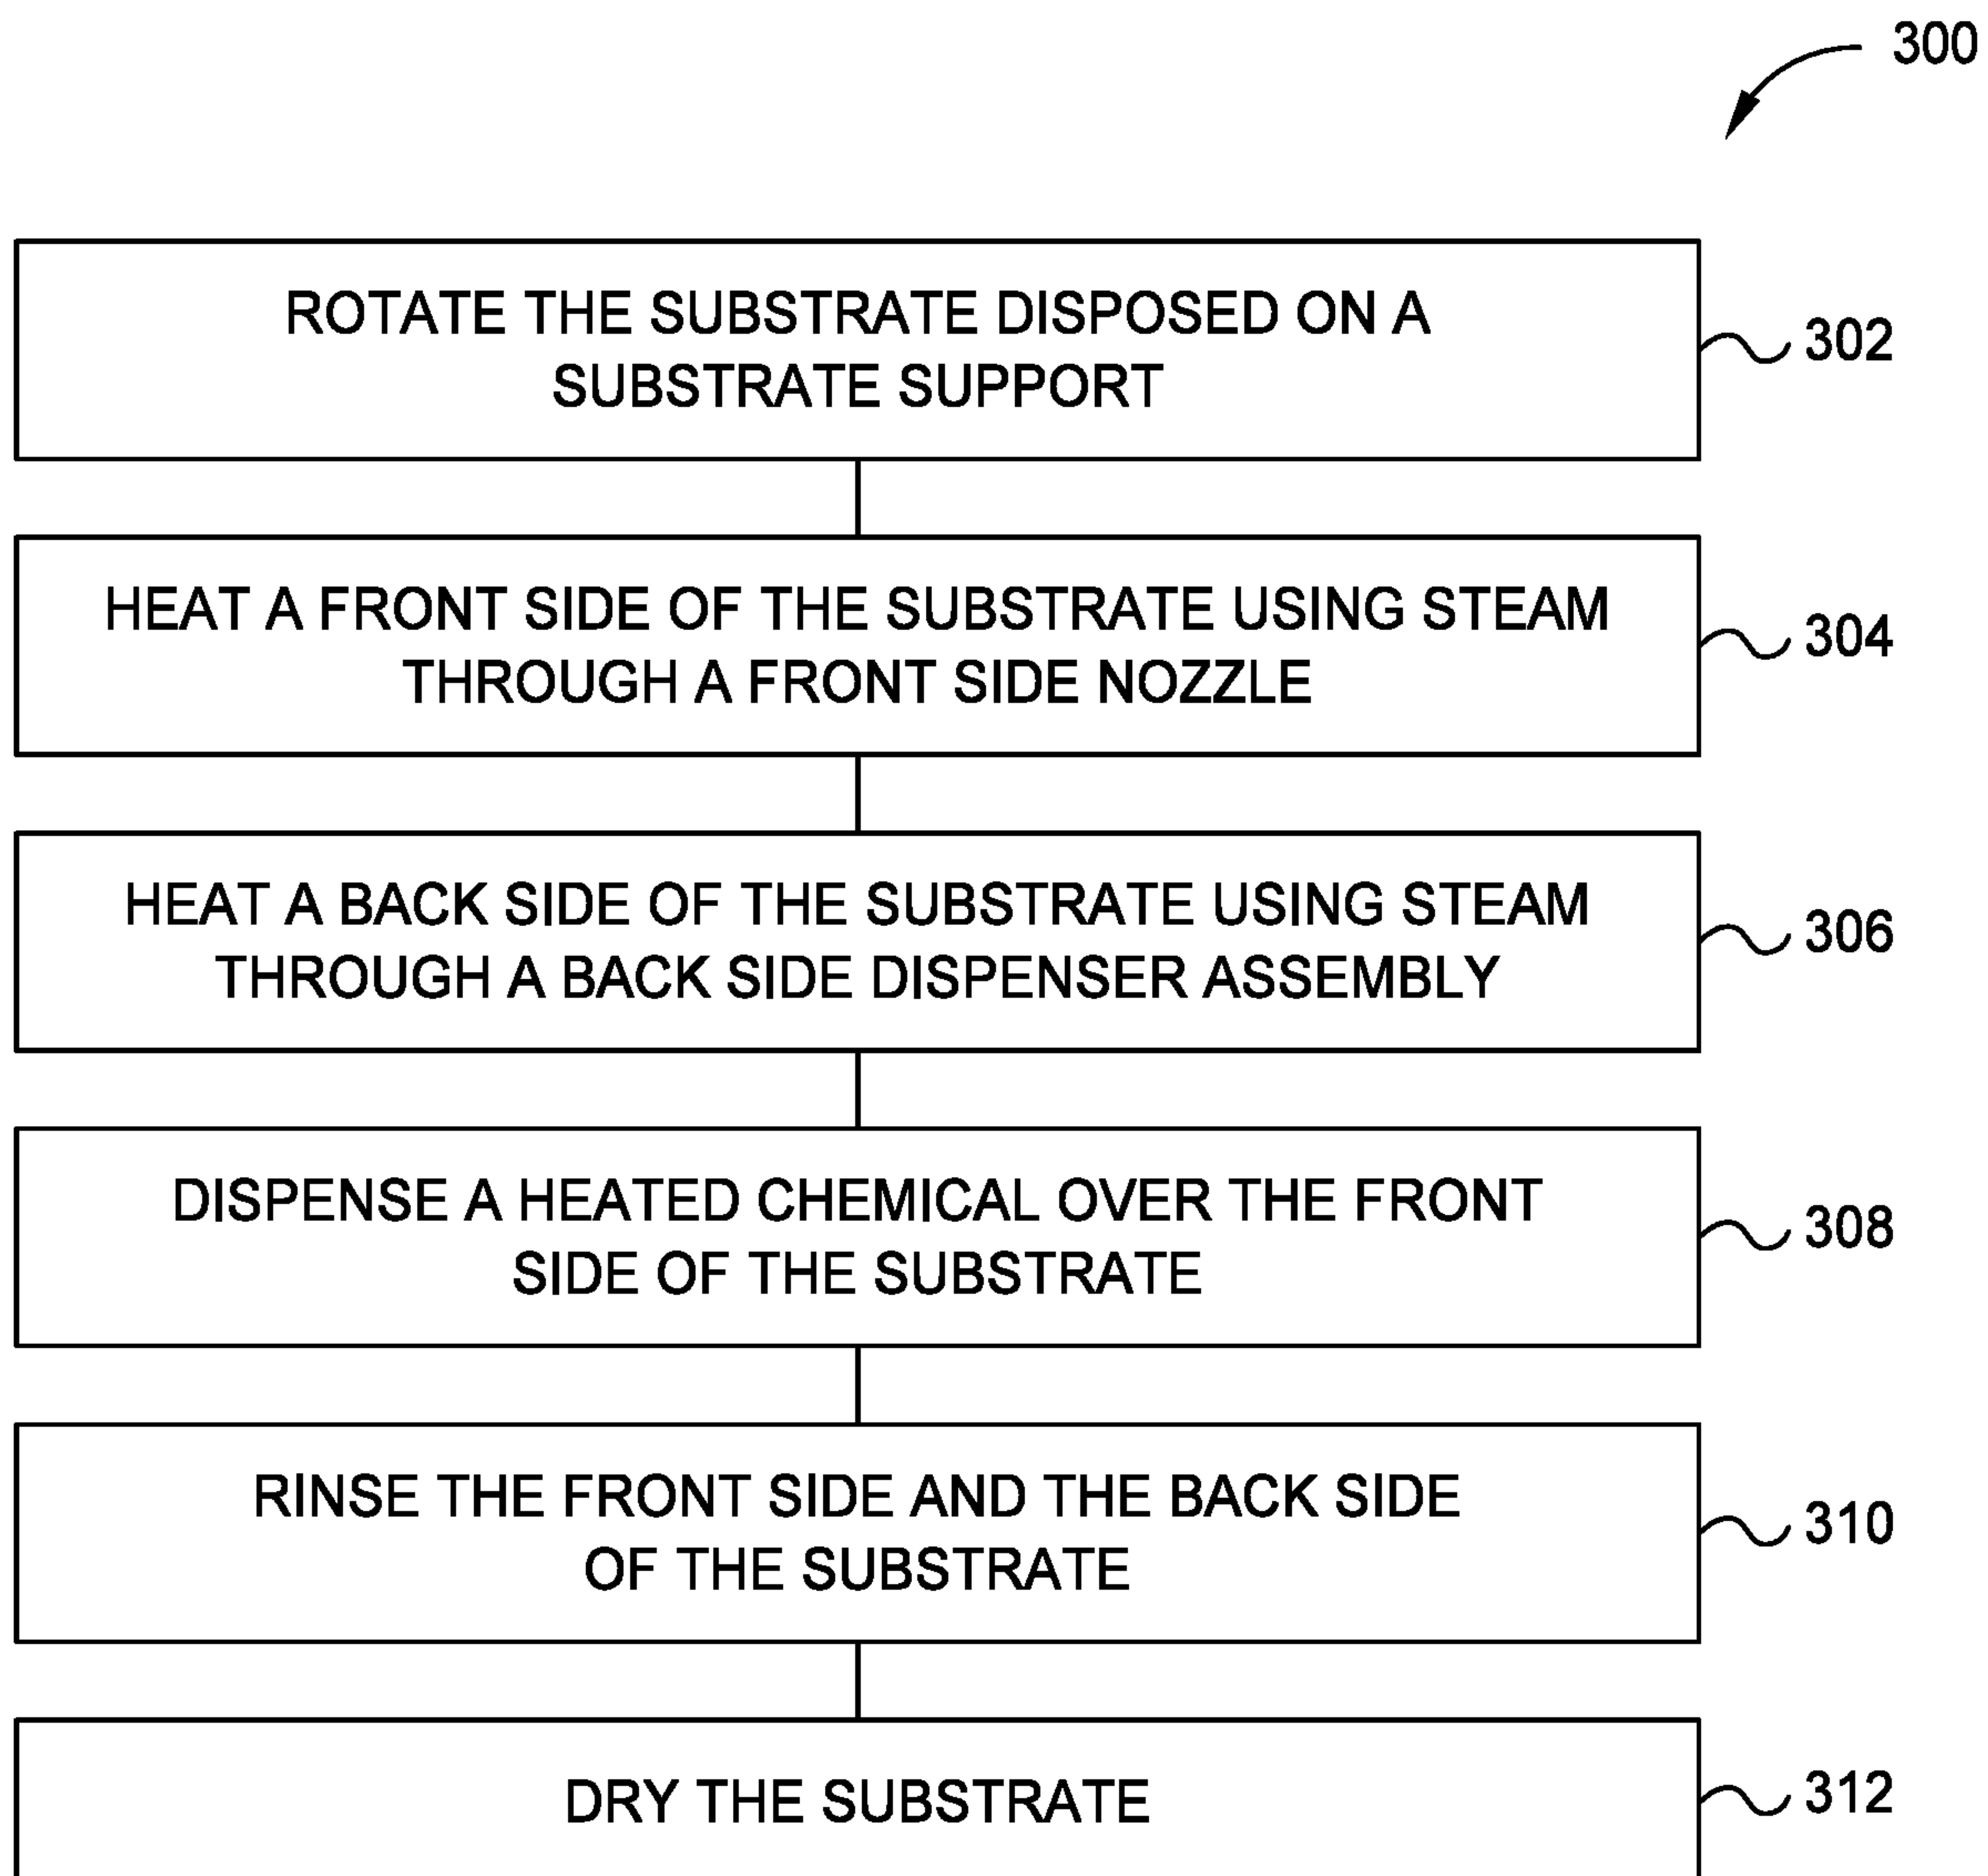 300
ROTATE THE SUBSTRATE DISPOSED ON A
SUBSTRATE SUPPORT
302
HEAT A FRONT SIDE OF THE SUBSTRATE USING STEAM
THROUGH A FRONT SIDE NOZZLE
304
HEAT A BACK SIDE OF THE SUBSTRATE USING STEAM
THROUGH A BACK SIDE DISPENSER ASSEMBLY
306
DISPENSE A HEATED CHEMICAL OVER THE FRONT
SIDE OF THE SUBSTRATE
308
RINSE THE FRONT SIDE AND THE BACK SIDE
OF THE SUBSTRATE
310
DRY THE SUBSTRATE
312